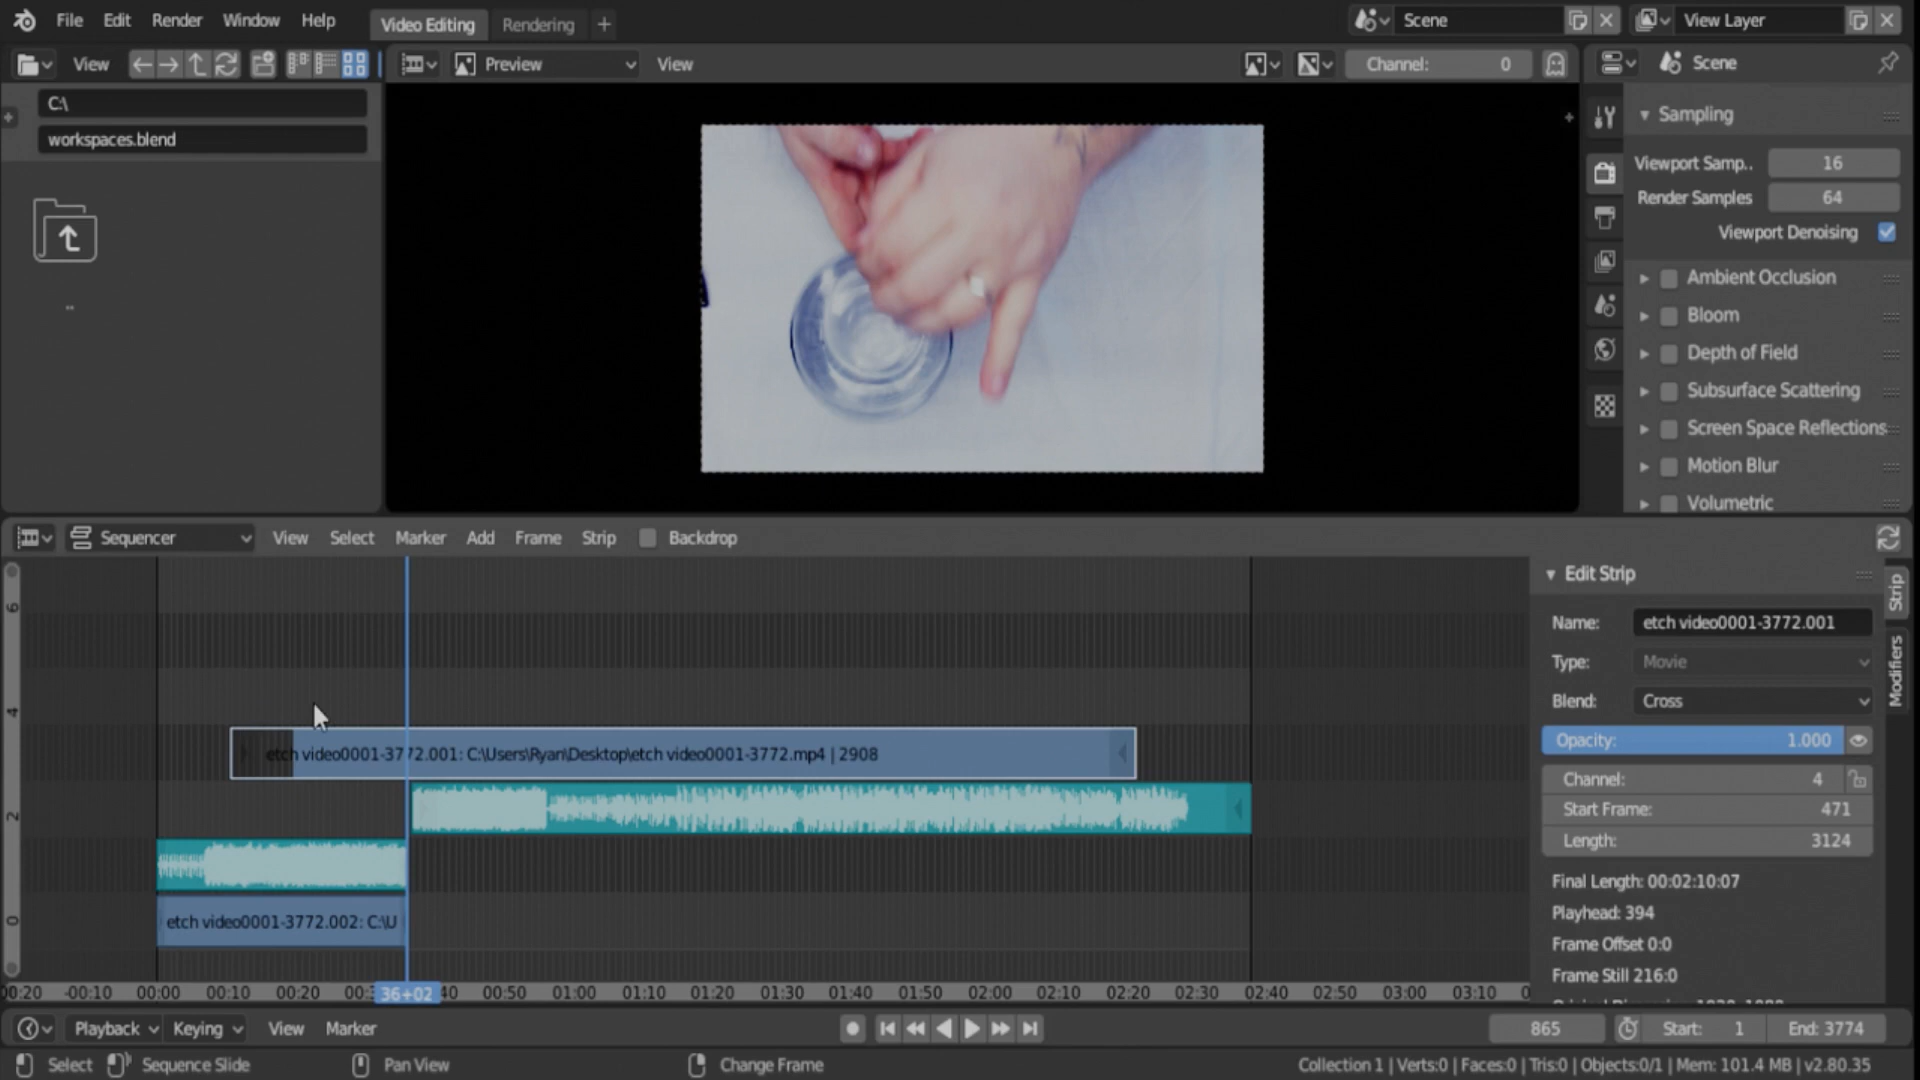 File Edit Render Window Help Video Editing Rendering + Scene View Layer
View Preview View Channel: 0 Scene
C:\
workspaces.blend
..
Sampling
Viewport Samp.. 16
Render Samples 64
Viewport Denoising
Ambient Occlusion
Bloom
Depth of Field
Subsurface Scattering
Screen Space Reflections
Motion Blur
Volumetric
Sequencer View Select Marker Add Frame Strip Backdrop
6
4
2
0
etch video0001-3772.001: C:\Users\Ryan\Desktop\etch video0001-3772.mp4 | 2908
etch video0001-3772.002: C:\U
00:20 -00:10 00:00 00:10 00:20 00: 36+02 40 00:50 01:00 01:10 01:20 01:30 01:40 01:50 02:00 02:10 02:20 02:30 02:40 02:50 03:00 03:10 0
Edit Strip
Name: etch video0001-3772.001
Type: Movie
Blend: Cross
Opacity: 1.000
Channel: 4
Start Frame: 471
Length: 3124
Final Length: 00:02:10:07
Playhead: 394
Frame Offset 0:0
Frame Still 216:0
Strip
Modifiers
Playback Keying View Marker 865 Start: 1 End: 3774
Select Sequence Slide Pan View Change Frame Collection 1 | Verts:0 | Faces:0 | Tris:0 | Objects:0/1 | Mem: 101.4 MB | v2.80.35